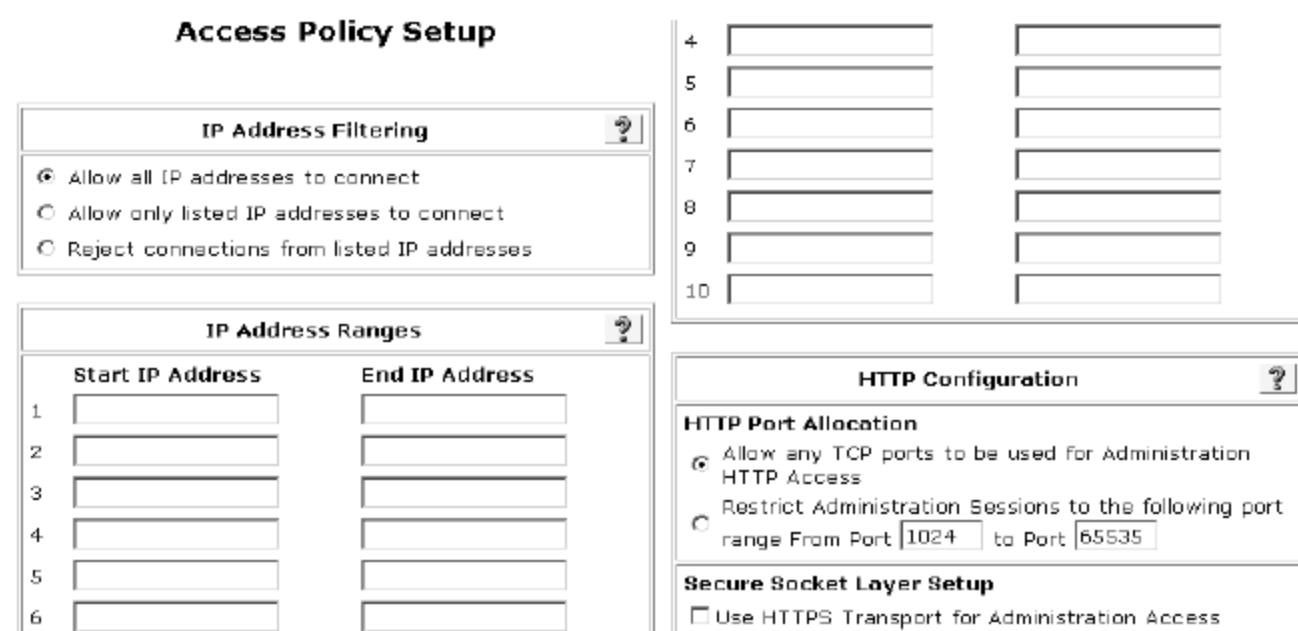 Access Policy Setup
IP Address Filtering ?
Allow all IP addresses to connect
Allow only listed IP addresses to connect
Reject connections from listed IP addresses
IP Address Ranges ?
Start IP Address End IP Address
1
2
3
4
5
6
4
5
6
7
8
9
10
HTTP Configuration ?
HTTP Port Allocation
Allow any TCP ports to be used for Administration
HTTP Access
Restrict Administration Sessions to the following port
range From Port 1024 to Port 65535
Secure Socket Layer Setup
Use HTTPS Transport for Administration Access